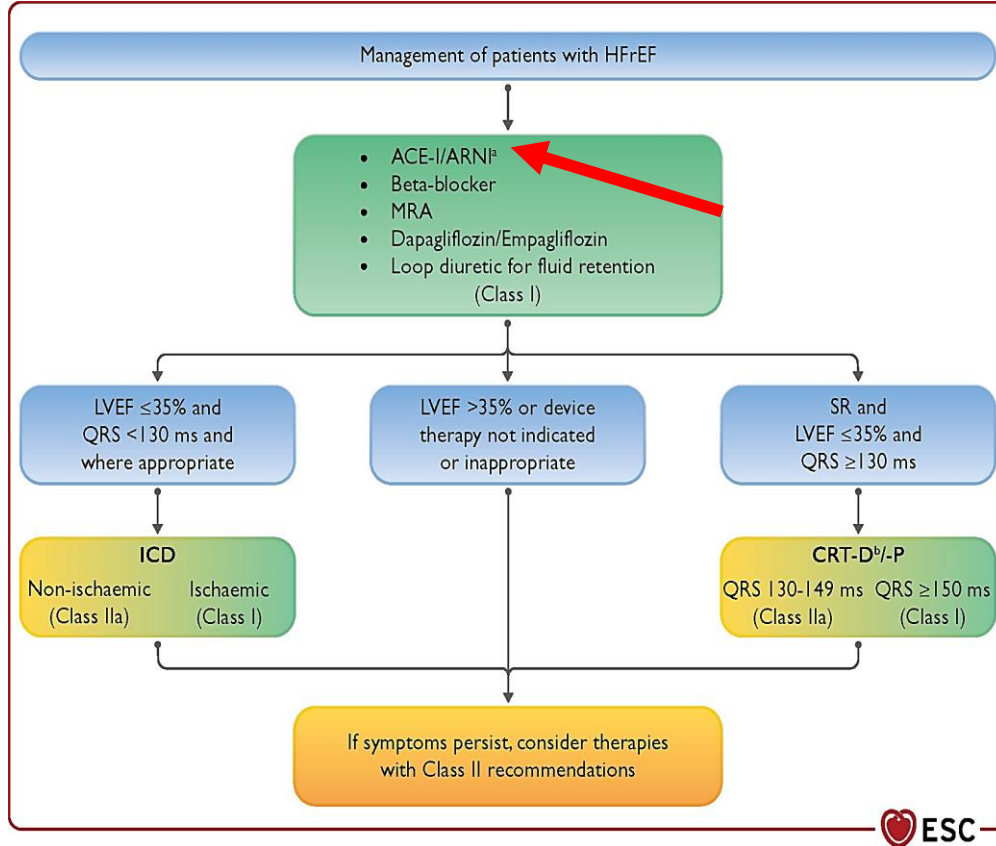 Management of patients with HFrEF
• ACE-I/ARNIᵃ
• Beta-blocker
• MRA
• Dapagliflozin/Empagliflozin
• Loop diuretic for fluid retention
(Class I)
LVEF ≤35% and
QRS <130 ms and
where appropriate
LVEF >35% or device
therapy not indicated
or inappropriate
SR and
LVEF ≤35% and
QRS ≥130 ms
ICD
Non-ischaemic
(Class IIa)
Ischaemic
(Class I)
CRT-Dᵇ/-P
QRS 130-149 ms
(Class IIa)
QRS ≥150 ms
(Class I)
If symptoms persist, consider therapies
with Class II recommendations
ESC